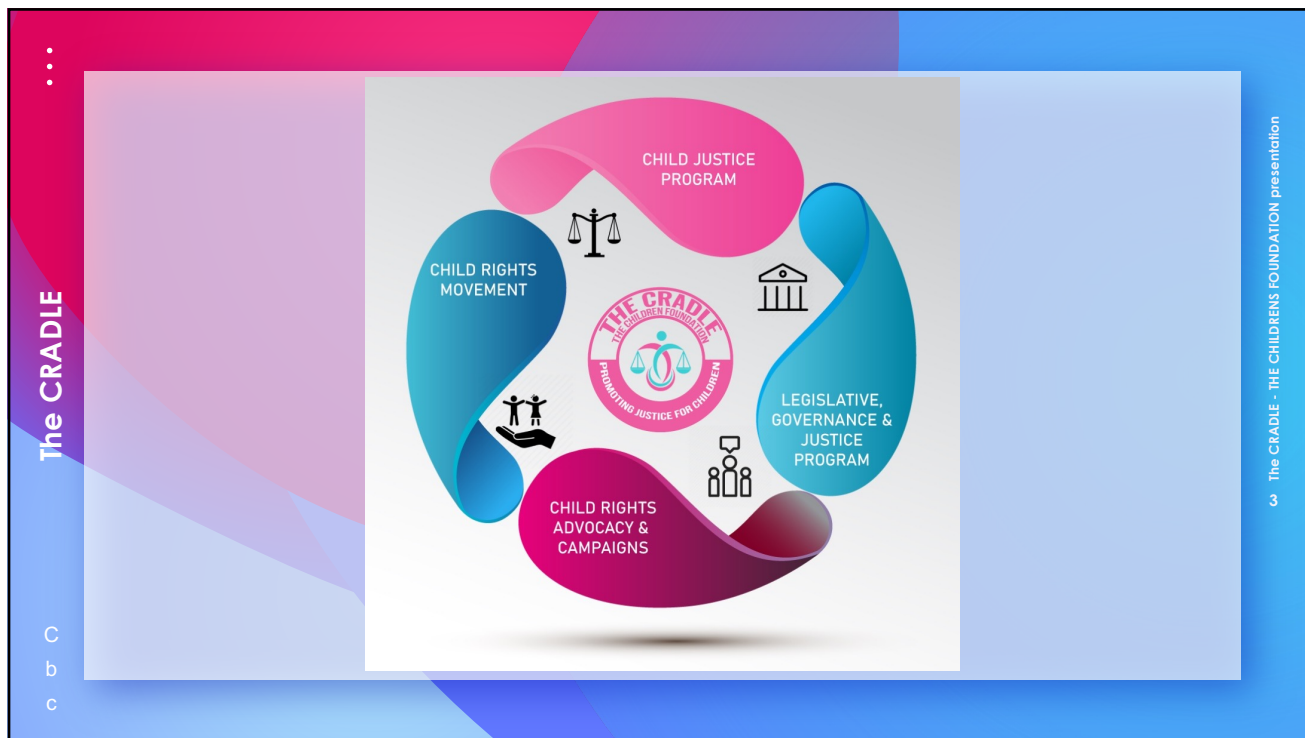 The CRADLE
C
b
c
CHILD JUSTICE
PROGRAM
CHILD RIGHTS
MOVEMENT
THE CRADLE
THE CHILDREN FOUNDATION
PROMOTING JUSTICE FOR CHILDREN
LEGISLATIVE,
GOVERNANCE &
JUSTICE
PROGRAM
CHILD RIGHTS
ADVOCACY &
CAMPAIGNS
3 The CRADLE - THE CHILDRENS FOUNDATION presentation